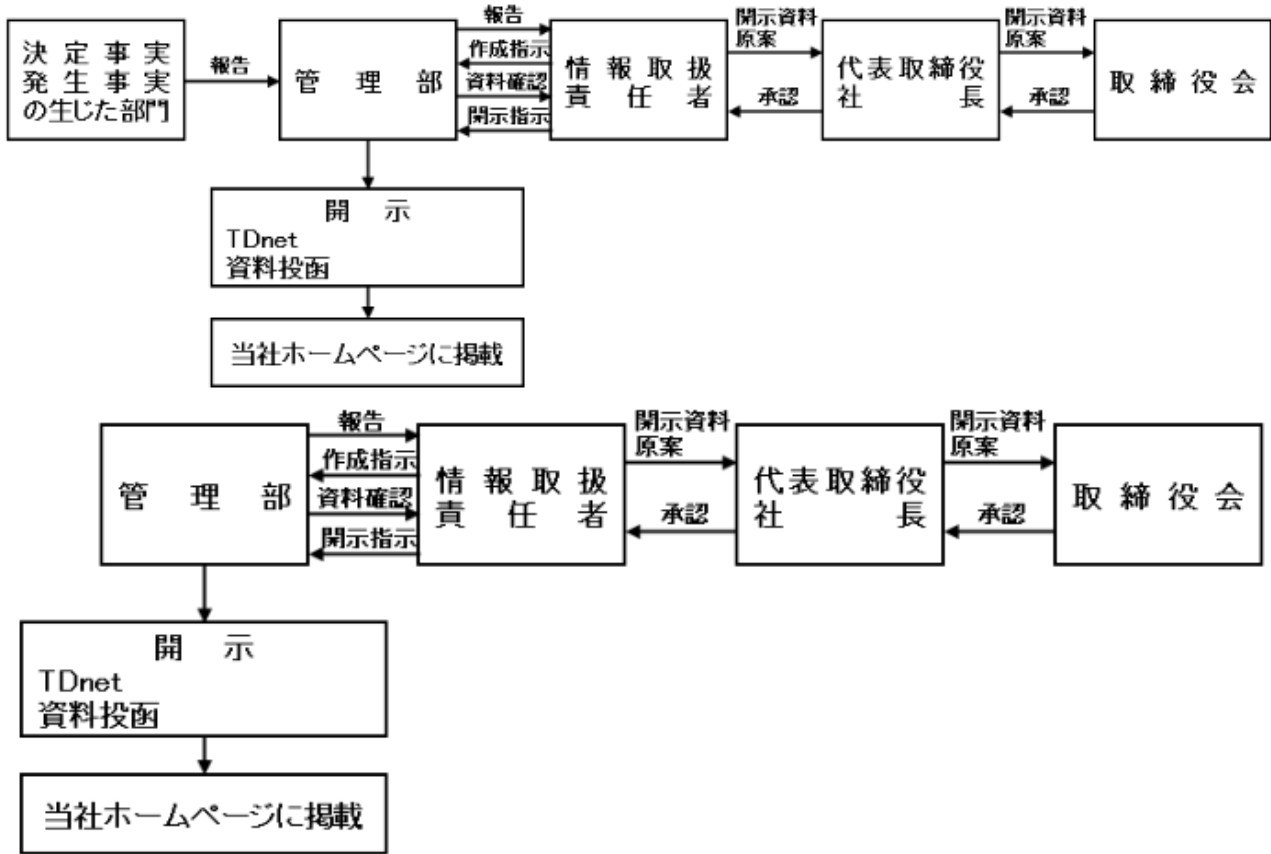 決定事実
発生事実
の生じた部門
報告
管理部
報告
作成指示
資料確認
開示指示
情報取扱
責任者
開示資料
原案
承認
代表取締役
社長
開示資料
原案
承認
取締役会
開示
TDnet
資料投函
当社ホームページに掲載
管理部
報告
作成指示
資料確認
開示指示
情報取扱
責任者
開示資料
原案
承認
代表取締役
社長
開示資料
原案
承認
取締役会
開示
TDnet
資料投函
当社ホームページに掲載